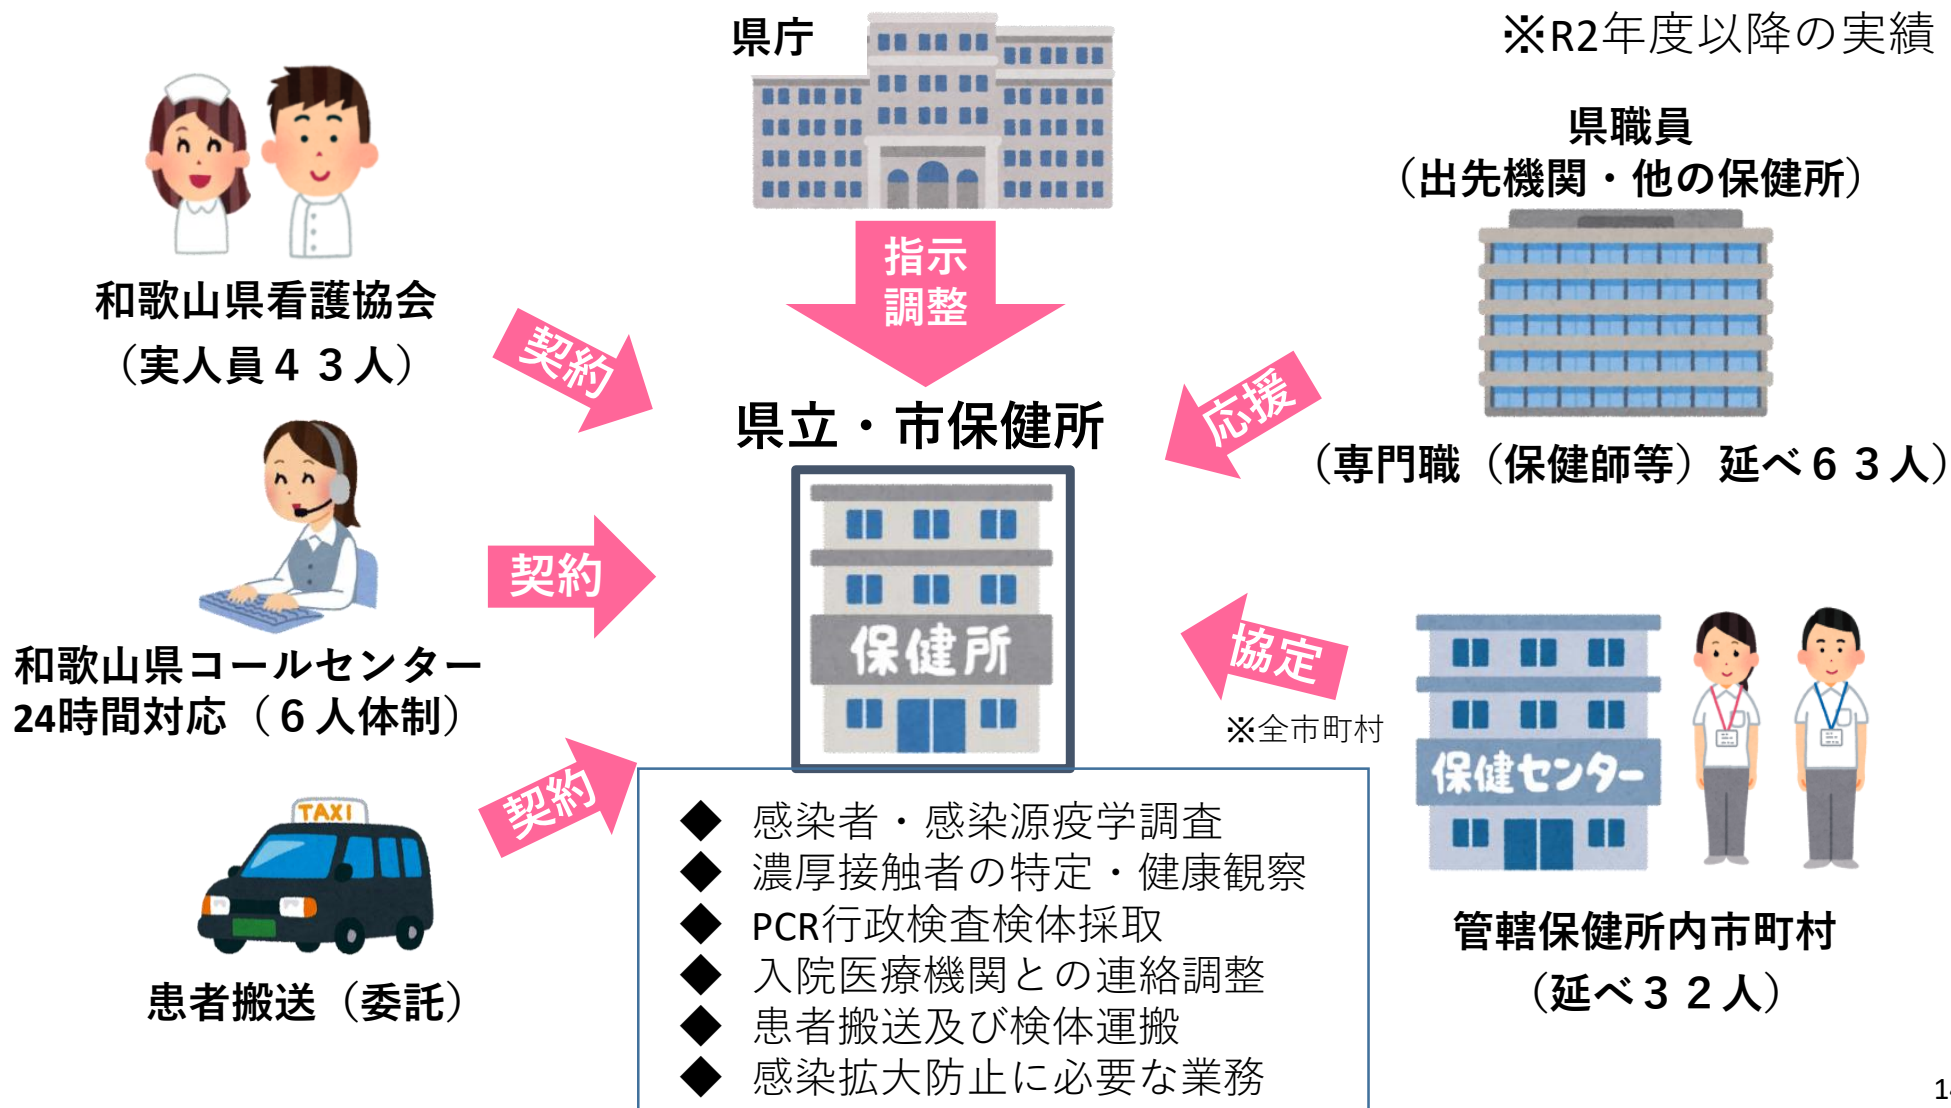 県庁
※R2年度以降の実績
県職員
（出先機関・他の保健所）
指示
調整
和歌山県看護協会
（実人員４３人）
契約
応援
県立・市保健所
（専門職（保健師等）延べ６３人）
契約
保健所
和歌山県コールセンター
24時間対応（６人体制）
協定
※全市町村
保健センター
契約
TAXI
◆ 感染者・感染源疫学調査
◆ 濃厚接触者の特定・健康観察
◆ PCR行政検査検体採取
◆ 入院医療機関との連絡調整
◆ 患者搬送及び検体運搬
◆ 感染拡大防止に必要な業務
患者搬送（委託）
管轄保健所内市町村
（延べ３２人）